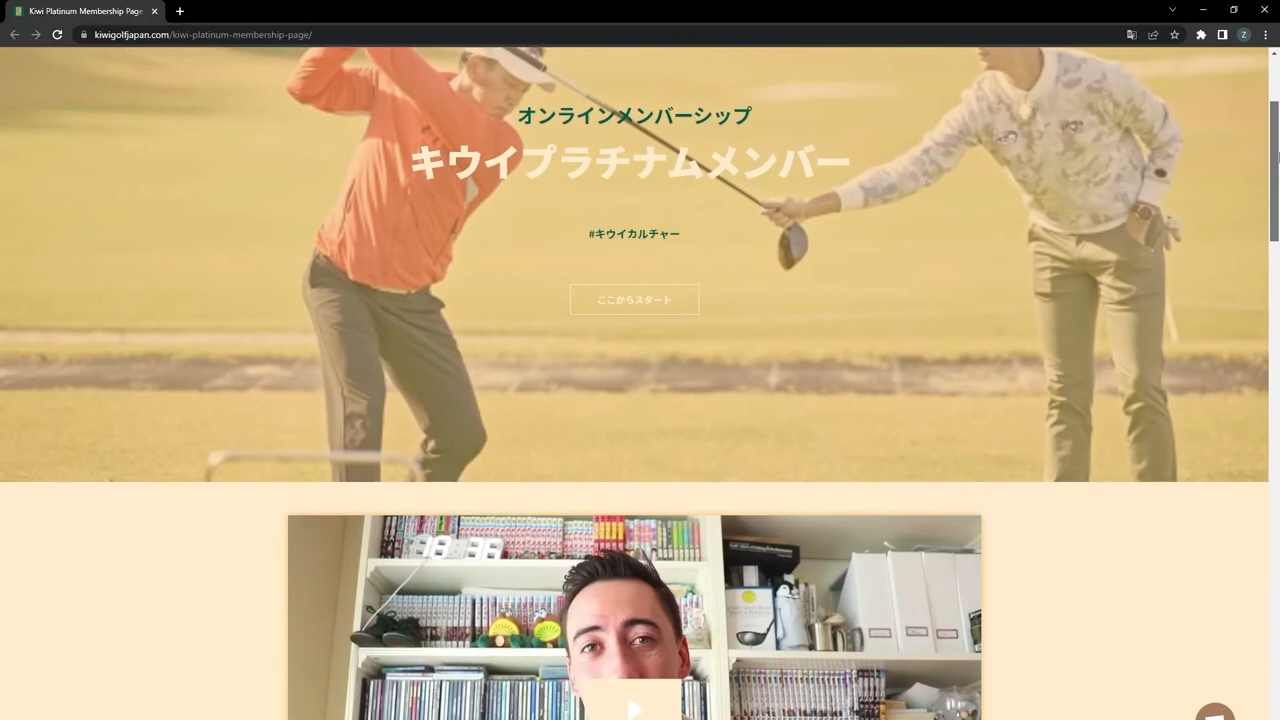 Kiwi Platinum Membership Page
kiwigolfjapan.com/kiwi-platinum-membership-page/
Z
オンラインメンバーシップ
キウイプラチナムメンバー
#キウイカルチャー
ここからスタート